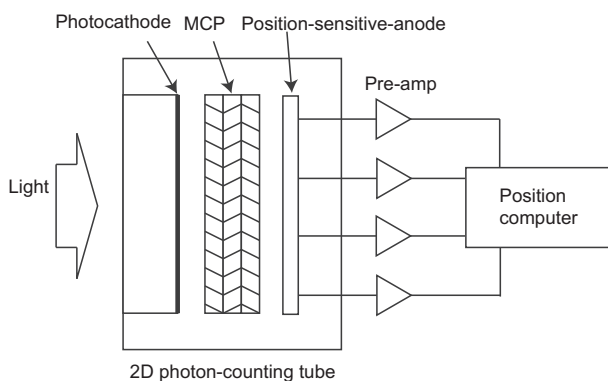 Photocathode
MCP
Position-sensitive-anode
Pre-amp
Light
Position
computer
2D photon-counting tube